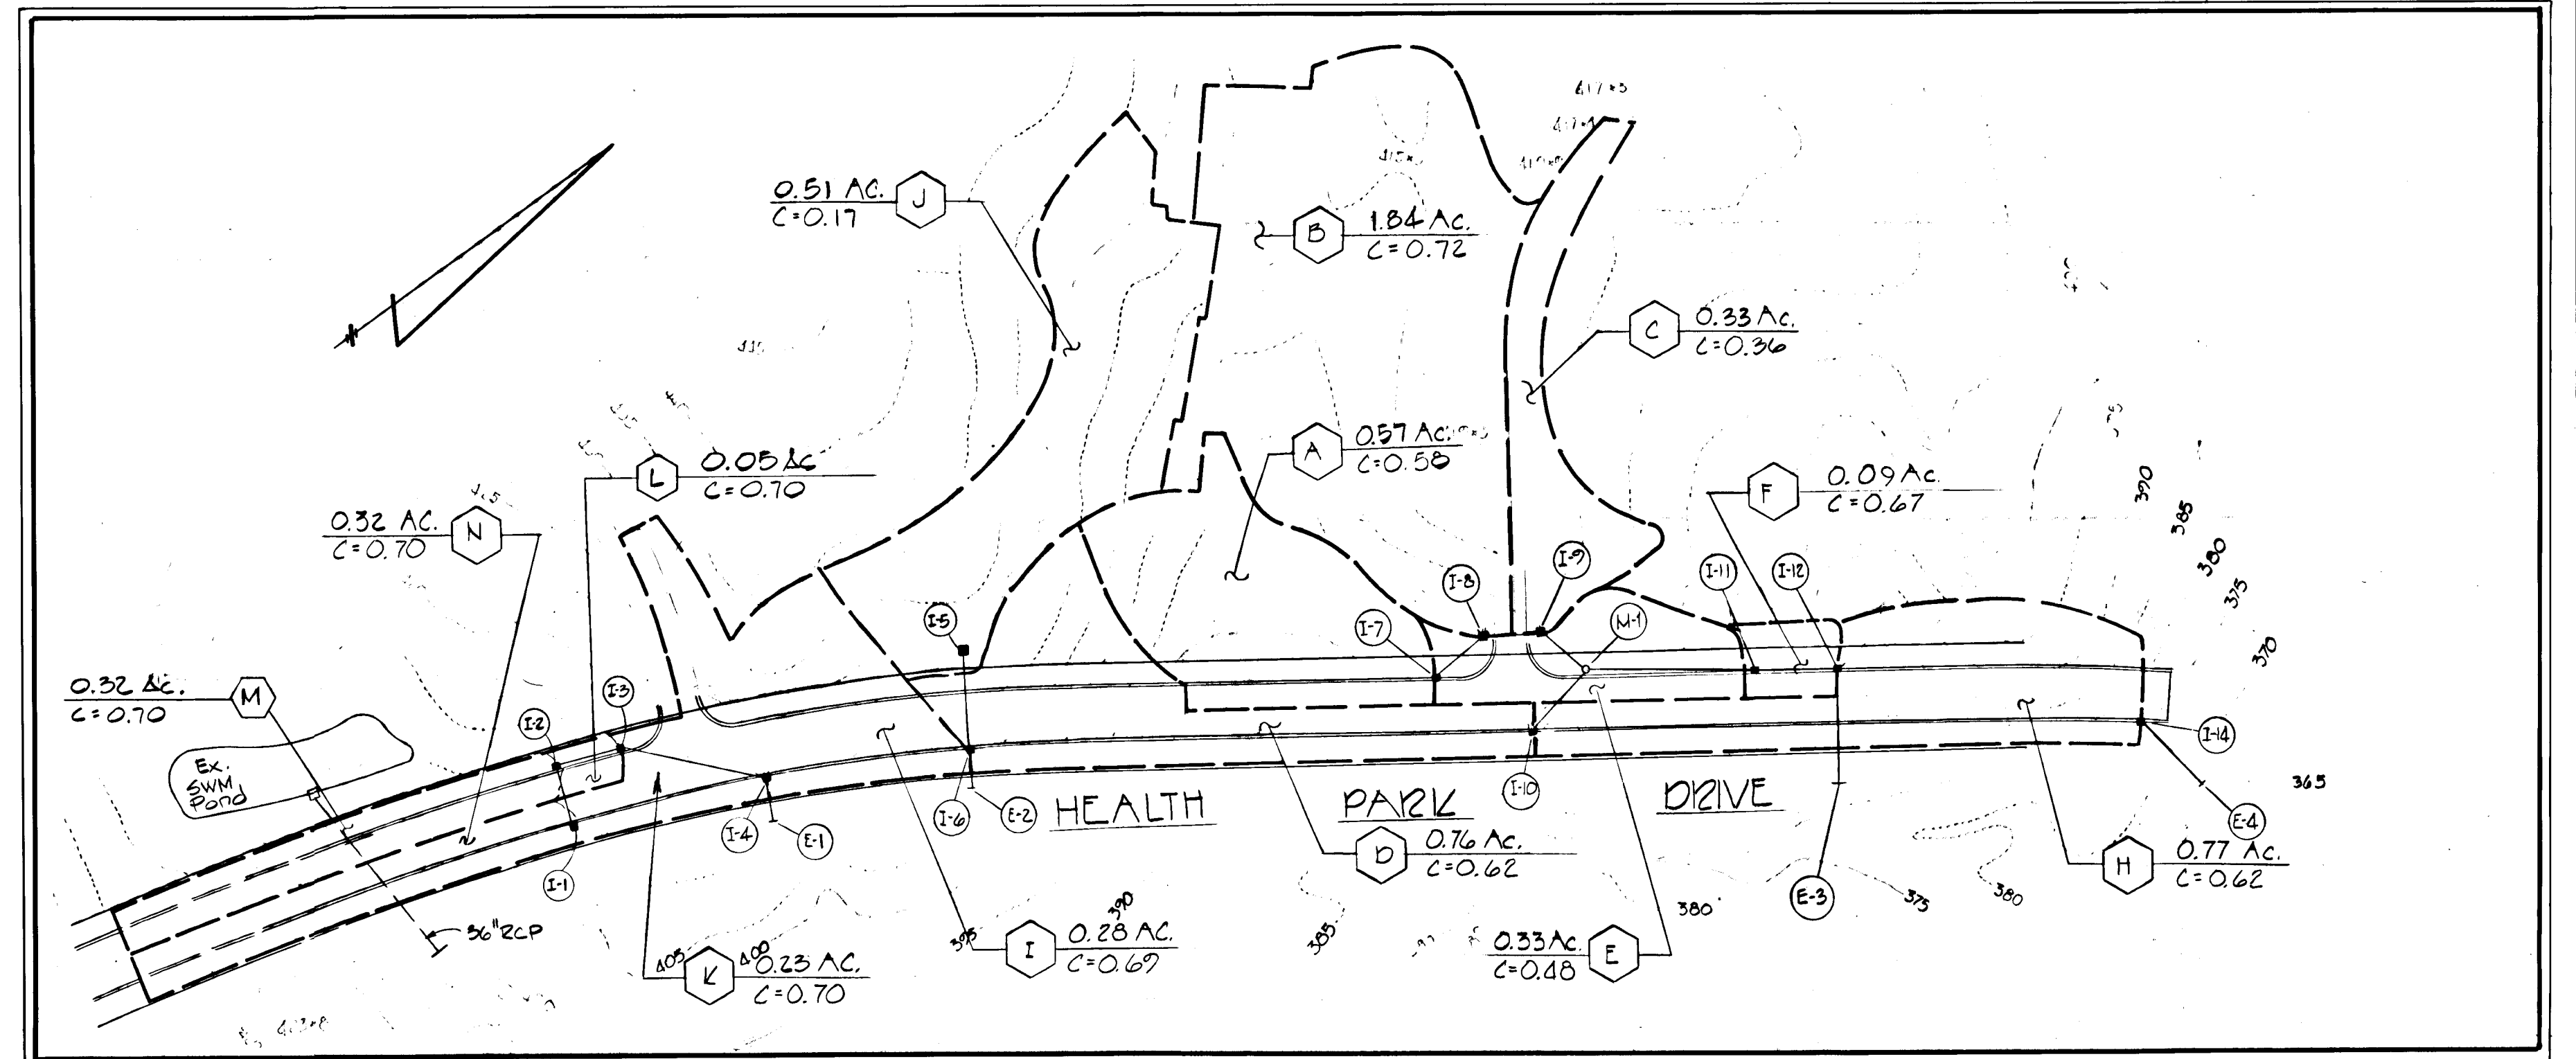 417×5
0.51 AC.
C=0.17
J
B
1.84 AC.
C=0.72
C
0.33 AC.
C=0.36
A
0.57 AC.
C=0.58
L
0.05 AC
C=0.70
F
0.09 AC.
C=0.67
390
385
380
375
370
365
0.32 AC.
C=0.70
N
I-8
I-9
I-11
I-12
I-5
I-7
M-1
0.32 AC.
C=0.70
M
I-3
I-2
I-14
Ex.
SWM
Pond
I-10
I-6
E-2
HEALTH PARK DRIVE
I-4
E-1
E-4
D
0.76 AC.
C=0.62
H
0.77 AC.
C=0.62
I-1
E-3
375
380
36" RCP
390
380
385
395
I
0.28 AC.
C=0.69
0.33 AC.
C=0.48
E
405
400
K
0.23 AC.
C=0.70
403×8